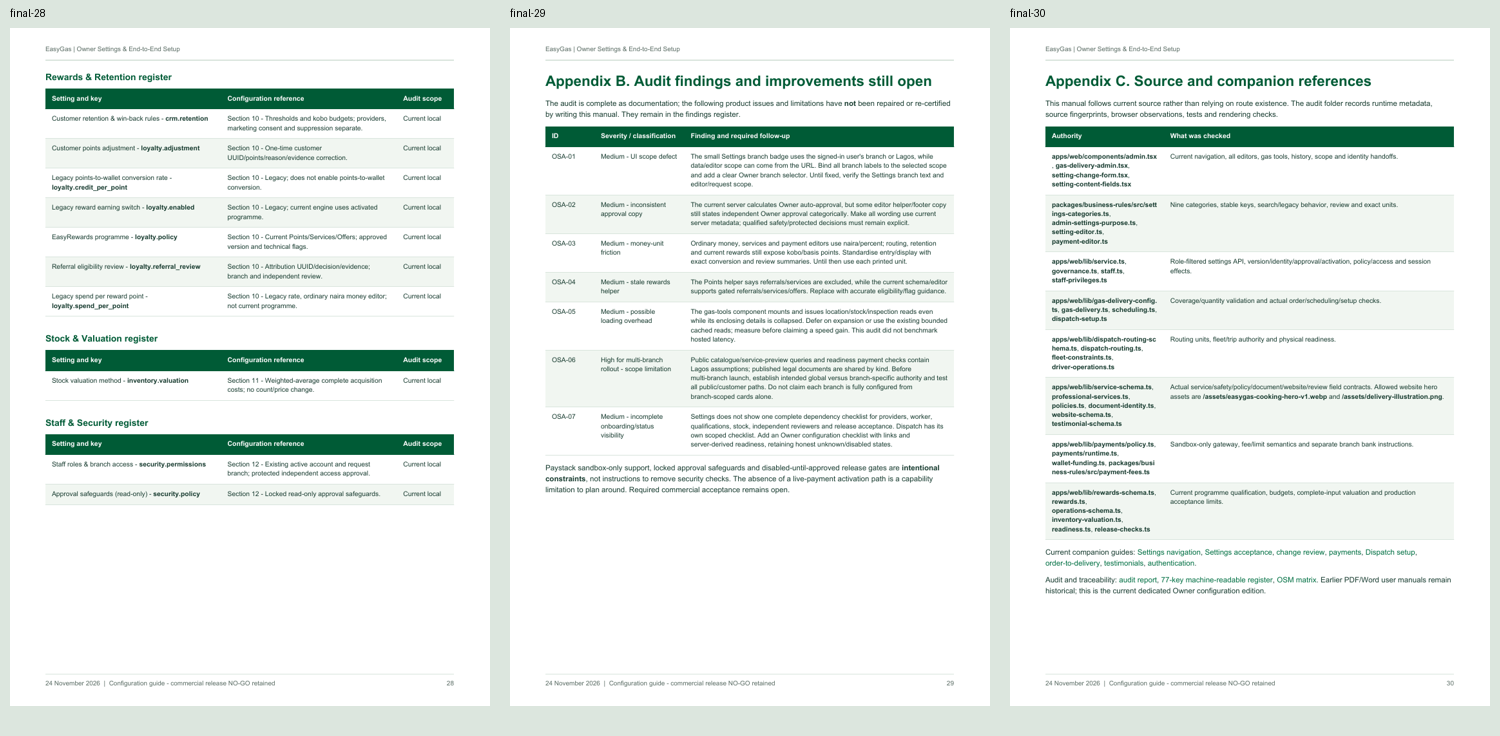 final-28
EasyGas | Owner Settings & End-to-End Setup
Rewards & Retention register
Setting and key Configuration reference Audit scope
Customer retention & win-back rules - crm.retention Section 10 - Thresholds and kobo budgets; providers, Current local
marketing consent and suppression separate.
Customer points adjustment - loyalty.adjustment Section 10 - One-time customer Current local
UUID/points/reason/evidence correction.
Legacy points-to-wallet conversion rate - Section 10 - Legacy; does not enable points-to-wallet Current local
loyalty.credit_per_point conversion.
Legacy reward earning switch - loyalty.enabled Section 10 - Legacy; current engine uses activated Current local
programme.
EasyRewards programme - loyalty.policy Section 10 - Current Points/Services/Offers; approved Current local
version and technical flags.
Referral eligibility review - loyalty.referral_review Section 10 - Attribution UUID/decision/evidence; Current local
branch and independent review.
Legacy spend per reward point - Section 10 - Legacy rate, ordinary naira money editor; Current local
loyalty.spend_per_point not current programme.
Stock & Valuation register
Setting and key Configuration reference Audit scope
Stock valuation method - inventory.valuation Section 11 - Weighted-average complete acquisition Current local
costs; no count/price change.
Staff & Security register
Setting and key Configuration reference Audit scope
Staff roles & branch access - security.permissions Section 12 - Existing active account and request Current local
branch; protected independent access approval.
Approval safeguards (read-only) - security.policy Section 12 - Locked read-only approval safeguards. Current local
24 November 2026 | Configuration guide - commercial release NO-GO retained 28
final-29
EasyGas | Owner Settings & End-to-End Setup
Appendix B. Audit findings and improvements still open
The audit is complete as documentation; the following product issues and limitations have not been repaired or re-certified
by writing this manual. They remain in the findings register.
ID Severity / classification Finding and required follow-up
OSA-01 Medium - UI scope defect The small Settings branch badge uses the signed-in user's branch or Lagos, while
data/editor scope can come from the URL. Bind all branch labels to the selected scope
and add a clear Owner branch selector. Until fixed, verify the Settings branch text and
editor/request scope.
OSA-02 Medium - inconsistent The current server calculates Owner auto-approval, but some editor helper/footer copy
approval copy still states independent Owner approval categorically. Make all wording use current
server metadata; qualified safety/protected decisions must remain explicit.
OSA-03 Medium - money-unit Ordinary money, services and payment editors use naira/percent; routing, retention
friction and current rewards still expose kobo/basis points. Standardise entry/display with
exact conversion and review summaries. Until then use each printed unit.
OSA-04 Medium - stale rewards The Points helper says referrals/services are excluded, while the current schema/editor
helper supports gated referrals/services/offers. Replace with accurate eligibility/flag guidance.
OSA-05 Medium - possible The gas-tools component mounts and issues location/stock/inspection reads even
loading overhead while its enclosing details is collapsed. Defer on expansion or use the existing bounded
cached reads; measure before claiming a speed gain. This audit did not benchmark
hosted latency.
OSA-06 High for multi-branch Public catalogue/service-preview queries and readiness payment checks contain
rollout - scope limitation Lagos assumptions; published legal documents are shared by kind. Before
multi-branch launch, establish intended global versus branch-specific authority and test
all public/customer paths. Do not claim each branch is fully configured from
branch-scoped cards alone.
OSA-07 Medium - incomplete Settings does not show one complete dependency checklist for providers, worker,
onboarding/status qualifications, stock, independent reviewers and release acceptance. Dispatch has its
visibility own scoped checklist. Add an Owner configuration checklist with links and
server-derived readiness, retaining honest unknown/disabled states.
Paystack sandbox-only support, locked approval safeguards and disabled-until-approved release gates are intentional
constraints, not instructions to remove security checks. The absence of a live-payment activation path is a capability
limitation to plan around. Required commercial acceptance remains open.
24 November 2026 | Configuration guide - commercial release NO-GO retained 29
final-30
EasyGas | Owner Settings & End-to-End Setup
Appendix C. Source and companion references
This manual follows current source rather than relying on route existence. The audit folder records runtime metadata,
source fingerprints, browser observations, tests and rendering checks.
Authority What was checked
apps/web/components/admin.tsx Current navigation, all editors, gas tools, history, scope and identity handoffs.
, gas-delivery-admin.tsx,
setting-change-form.tsx,
setting-content-fields.tsx
packages/business-rules/src/sett Nine categories, stable keys, search/legacy behavior, review and exact units.
ings-categories.ts,
admin-settings-purpose.ts,
setting-editor.ts,
payment-editor.ts
apps/web/lib/service.ts, Role-filtered settings API, version/identity/approval/activation, policy/access and session
governance.ts, staff.ts, effects.
staff-privileges.ts
apps/web/lib/gas-delivery-config. Coverage/quantity validation and actual order/scheduling/setup checks.
ts, gas-delivery.ts, scheduling.ts,
dispatch-setup.ts
apps/web/lib/dispatch-routing-sc Routing units, fleet/trip authority and physical readiness.
hema.ts, dispatch-routing.ts,
fleet-constraints.ts,
driver-operations.ts
apps/web/lib/service-schema.ts, Actual service/safety/policy/document/website/review field contracts. Allowed website hero
professional-services.ts, assets are /assets/easygas-cooking-hero-v1.webp and /assets/delivery-illustration.png.
policies.ts, document-identity.ts,
website-schema.ts,
testimonial-schema.ts
apps/web/lib/payments/policy.ts, Sandbox-only gateway, fee/limit semantics and separate branch bank instructions.
payments/runtime.ts,
wallet-funding.ts, packages/busi
ness-rules/src/payment-fees.ts
apps/web/lib/rewards-schema.ts, Current programme qualification, budgets, complete-input valuation and production
rewards.ts, acceptance limits.
operations-schema.ts,
inventory-valuation.ts,
readiness.ts, release-checks.ts
Current companion guides: Settings navigation, Settings acceptance, change review, payments, Dispatch setup,
order-to-delivery, testimonials, authentication.
Audit and traceability: audit report, 77-key machine-readable register, OSM matrix. Earlier PDF/Word user manuals remain
historical; this is the current dedicated Owner configuration edition.
24 November 2026 | Configuration guide - commercial release NO-GO retained 30